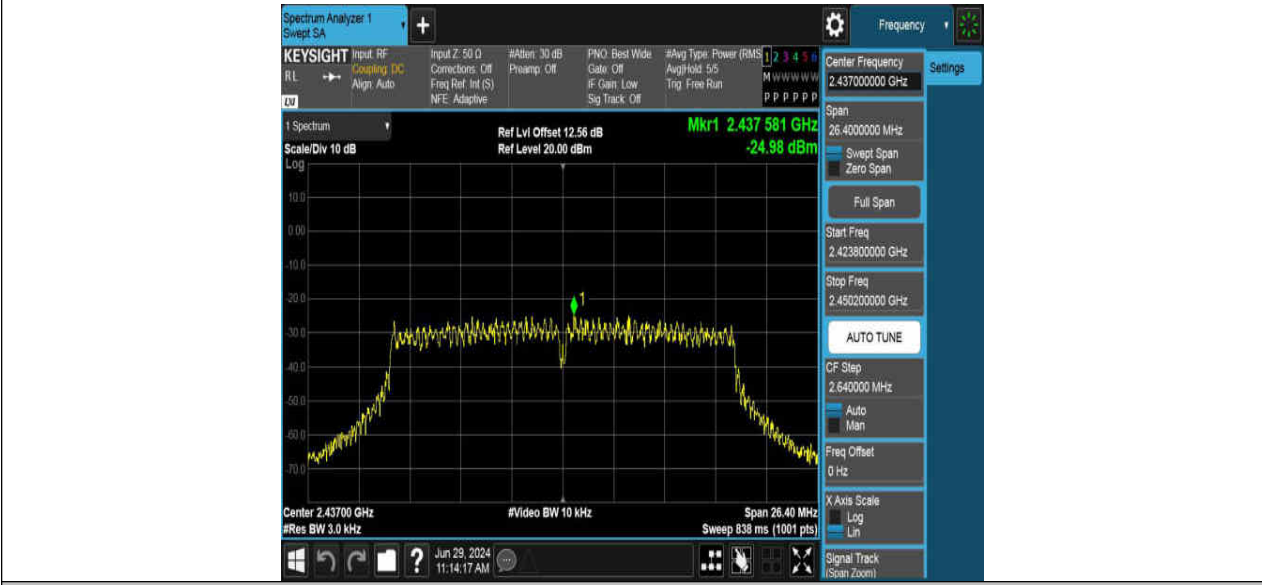 Spectrum Analyzer 1
Swept SA
+
Frequency
KEYSIGHT
RL
LXI
Input: RF
Coupling: DC
Align: Auto
Input Z: 50 Ω
Corrections: Off
Freq Ref: Int (S)
NFE: Adaptive
#Atten: 30 dB
Preamp: Off
PNO: Best Wide
Gate: Off
IF Gain: Low
Sig Track: Off
#Avg Type: Power (RMS
Avg|Hold: 5/5
Trig: Free Run
1 2 3 4 5 6
M W W W W W
P P P P P P
1 Spectrum
Scale/Div 10 dB
Log
Ref Lvl Offset 12.56 dB
Ref Level 20.00 dBm
Mkr1 2.437 581 GHz
-24.98 dBm
10.0
0.00
-10.0
-20.0
-30.0
-40.0
-50.0
-60.0
-70.0
1
Center 2.43700 GHz
#Res BW 3.0 kHz
#Video BW 10 kHz
Span 26.40 MHz
Sweep 838 ms (1001 pts)
Jun 29, 2024
11:14:17 AM
?
Center Frequency
2.437000000 GHz
Settings
Span
26.4000000 MHz
Swept Span
Zero Span
Full Span
Start Freq
2.423800000 GHz
Stop Freq
2.450200000 GHz
AUTO TUNE
CF Step
2.640000 MHz
Auto
Man
Freq Offset
0 Hz
X Axis Scale
Log
Lin
Signal Track
(Span Zoom)